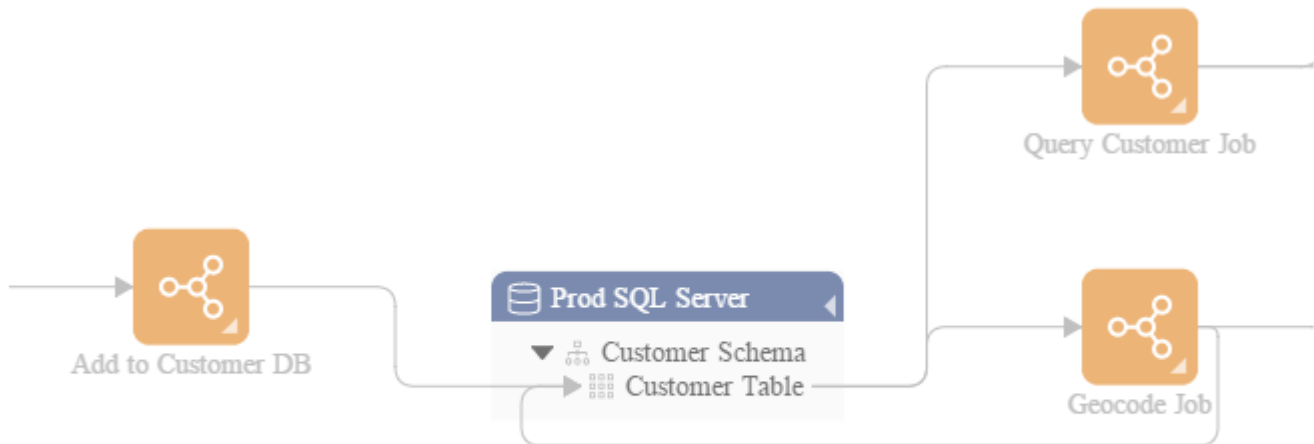 Query Customer Job
Add to Customer DB
Prod SQL Server
Customer Schema
Customer Table
Geocode Job